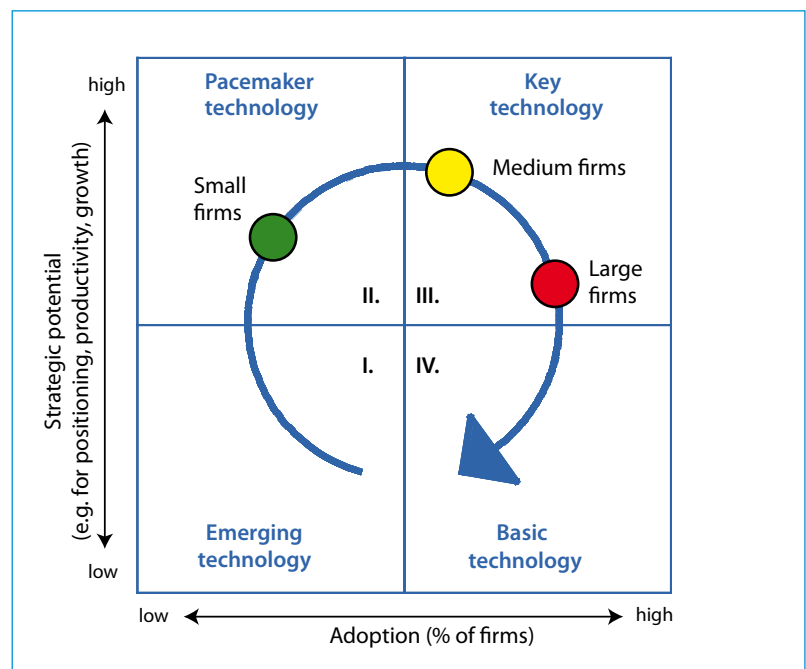 high
Pacemaker
technology
Key
technology
Small
firms
Medium firms
Large
firms
II.
III.
I.
IV.
Strategic potential
(e.g. for positioning, productivity, growth)
Emerging
technology
Basic
technology
low
low
high
Adoption (% of firms)